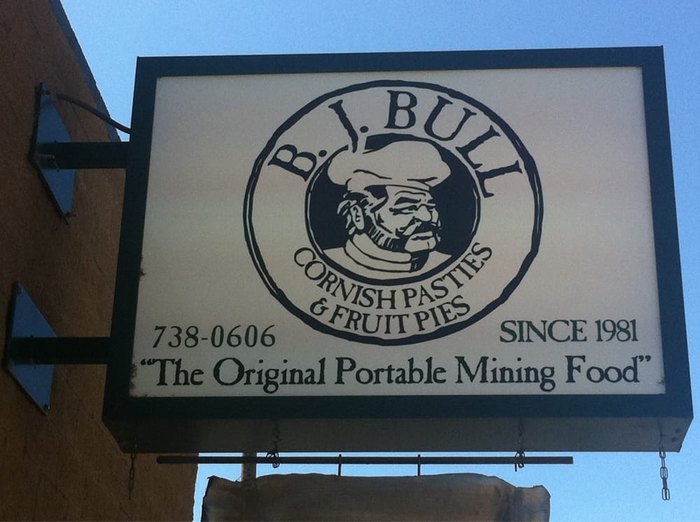 B. J. BULL
CORNISH PASTIES
& FRUIT PIES
738-0606
SINCE 1981
"The Original Portable Mining Food"